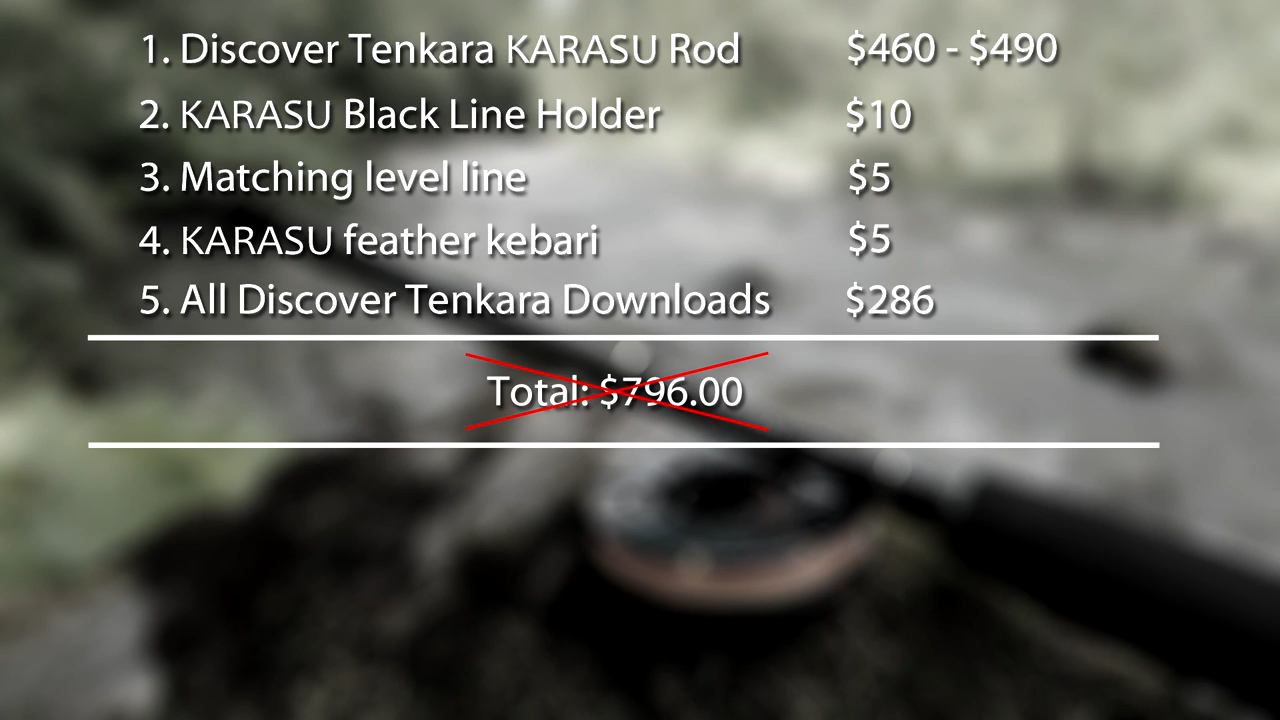 1. Discover Tenkara KARASU Rod $460 - $490
2. KARASU Black Line Holder $10
3. Matching level line $5
4. KARASU feather kebari $5
5. All Discover Tenkara Downloads $286
Total: $796.00